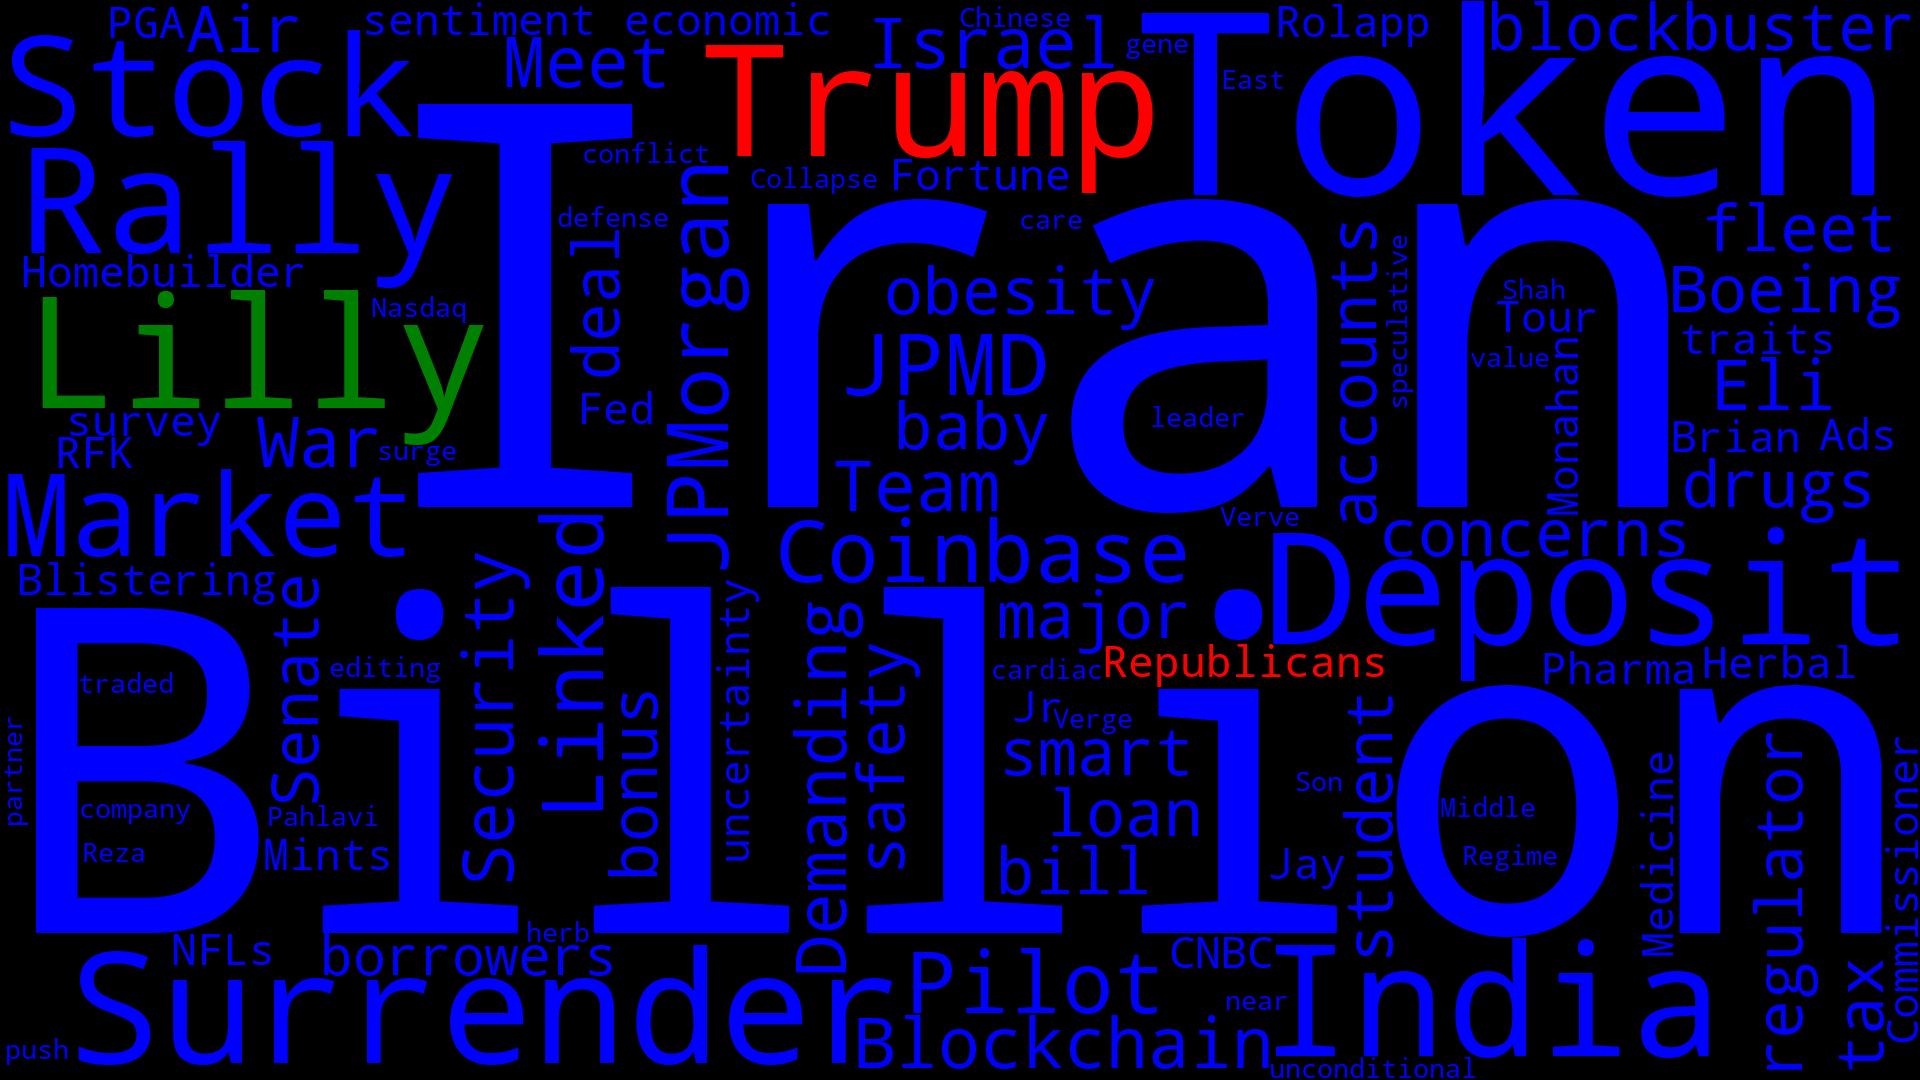 PGA
Air
sentiment
economic
Chinese
Israel
gene
Rolapp
blockbuster
Stock
Meet
Trump
Token
East
Rally
conflict
Collapse
Fortune
Iran
defense
care
fleet
Homebuilder
deal
JPMorgan
obesity
accounts
speculative
Shah
Tour
Boeing
Lilly
Nasdaq
JPMD
value
traits
Monahan
Eli
survey
Fed
baby
leader
Brian
Ads
RFK
War
surge
Team
drugs
Market
Verve
concerns
Linked
Coinbase
Deposit
Blistering
Senate
Security
uncertainty
Demanding
major
Billion
traded
editing
safety
cardiac
Republicans
Pharma
Herbal
bonus
Jr
Verge
student
partner
smart
company
Pahlavi
loan
Son
Middle
Medicine
regulator
Commissioner
Reza
Mints
bill
Jay
Regime
NFLs
borrowers
herb
Pilot
CNBC
India
tax
near
push
Surrender
Blockchain
unconditional